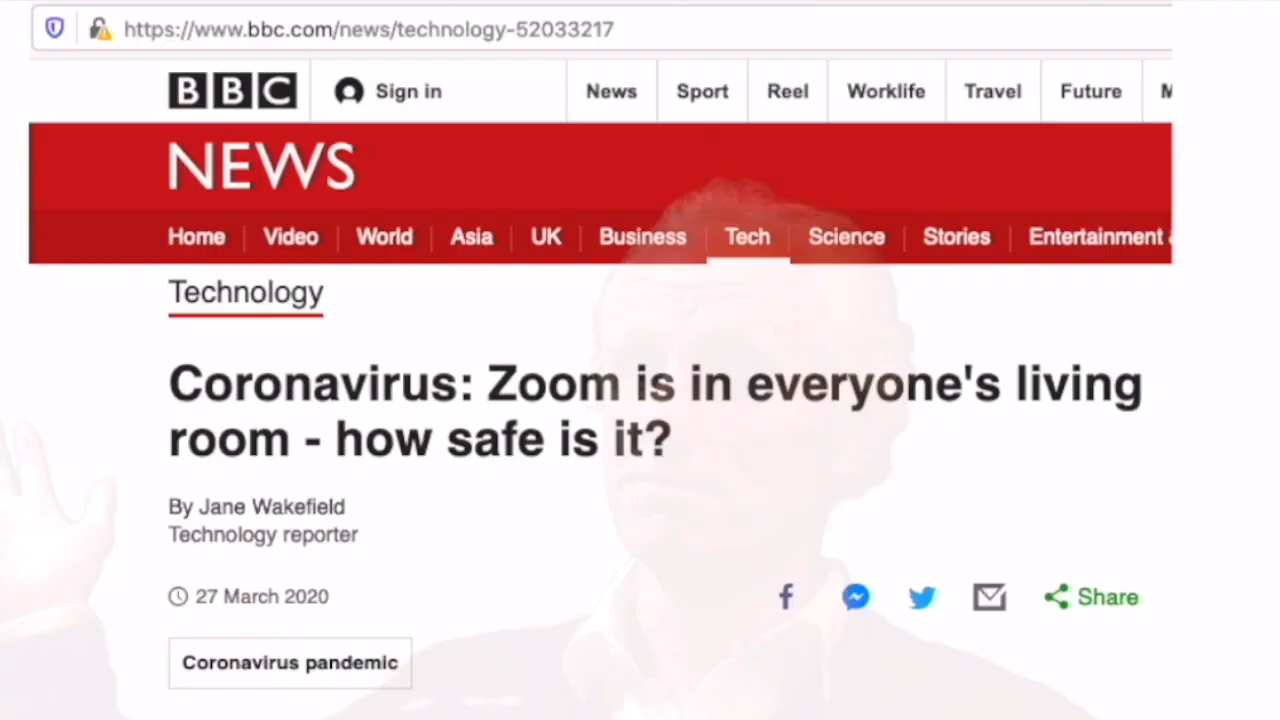 https://www.bbc.com/news/technology-52033217
BBC Sign in News Sport Reel Worklife Travel Future M
NEWS
Home Video World Asia UK Business Tech Science Stories Entertainment &
Technology
Coronavirus: Zoom is in everyone's living
room - how safe is it?
By Jane Wakefield
Technology reporter
27 March 2020
Share
Coronavirus pandemic